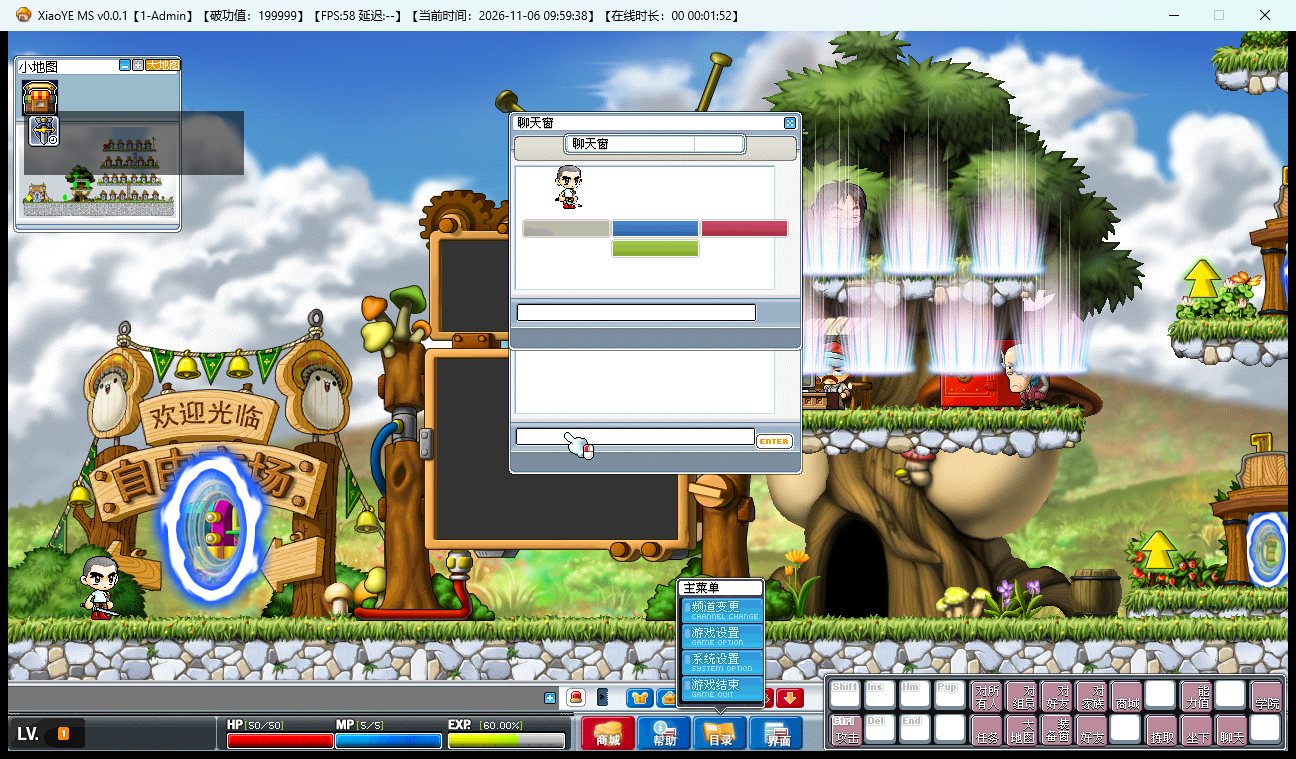 XiaoYE MS v0.0.1【1-Admin】【破功值：199999】【FPS:58 延迟:--】【当前时间：2026-11-06 09:59:38】【在线时长：00 00:01:52】
小地图
大地图
聊天窗
聊天窗
ENTER
欢迎光临
自由市场
主菜单
频道变更
CHANNEL CHANGE
游戏设置
GAME OPTION
系统设置
SYSTEM OPTION
游戏结束
GAME QUIT
LV. 1
HP [50/50] MP [5/5] EXP. [60.00%]
商城 帮助 目录 界面
Shift Ins Hm Pup 对所有人 对组员 对好友 对家族 商城 能力值 学院
Ctrl 攻击 Del End 任务 大地图 装备窗 好友 拣取 坐下 聊天